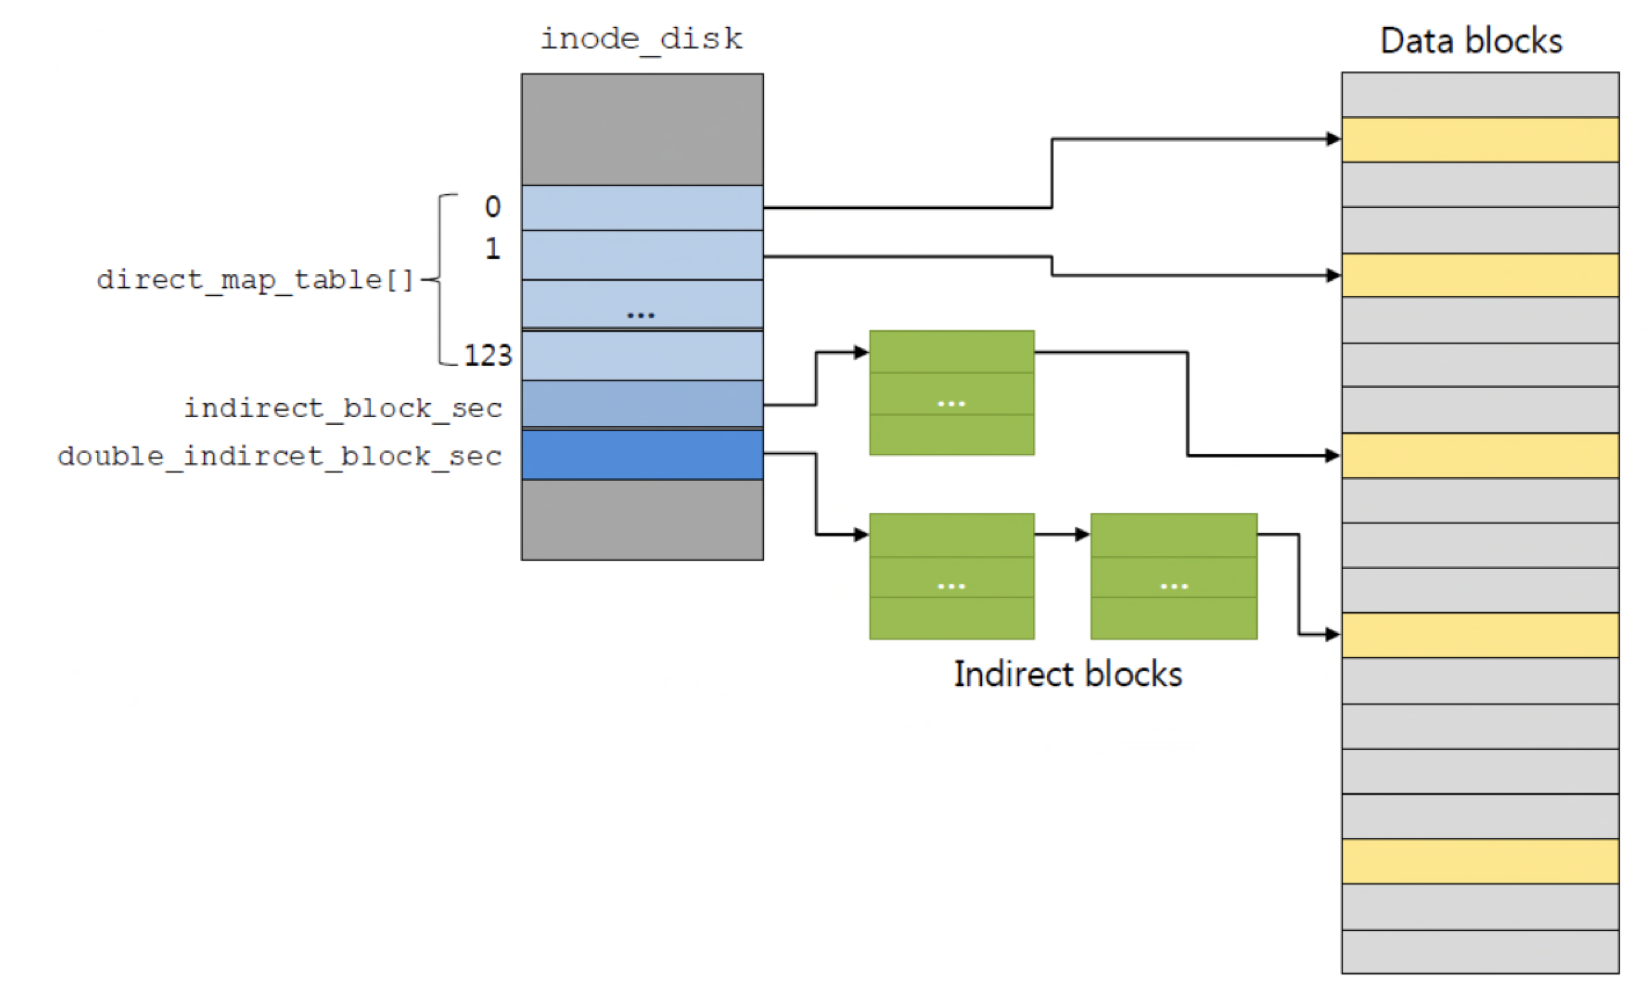 inode_disk
Data blocks
0
1
direct_map_table[]
...
123
indirect_block_sec
...
double_indircet_block_sec
... ...
Indirect blocks